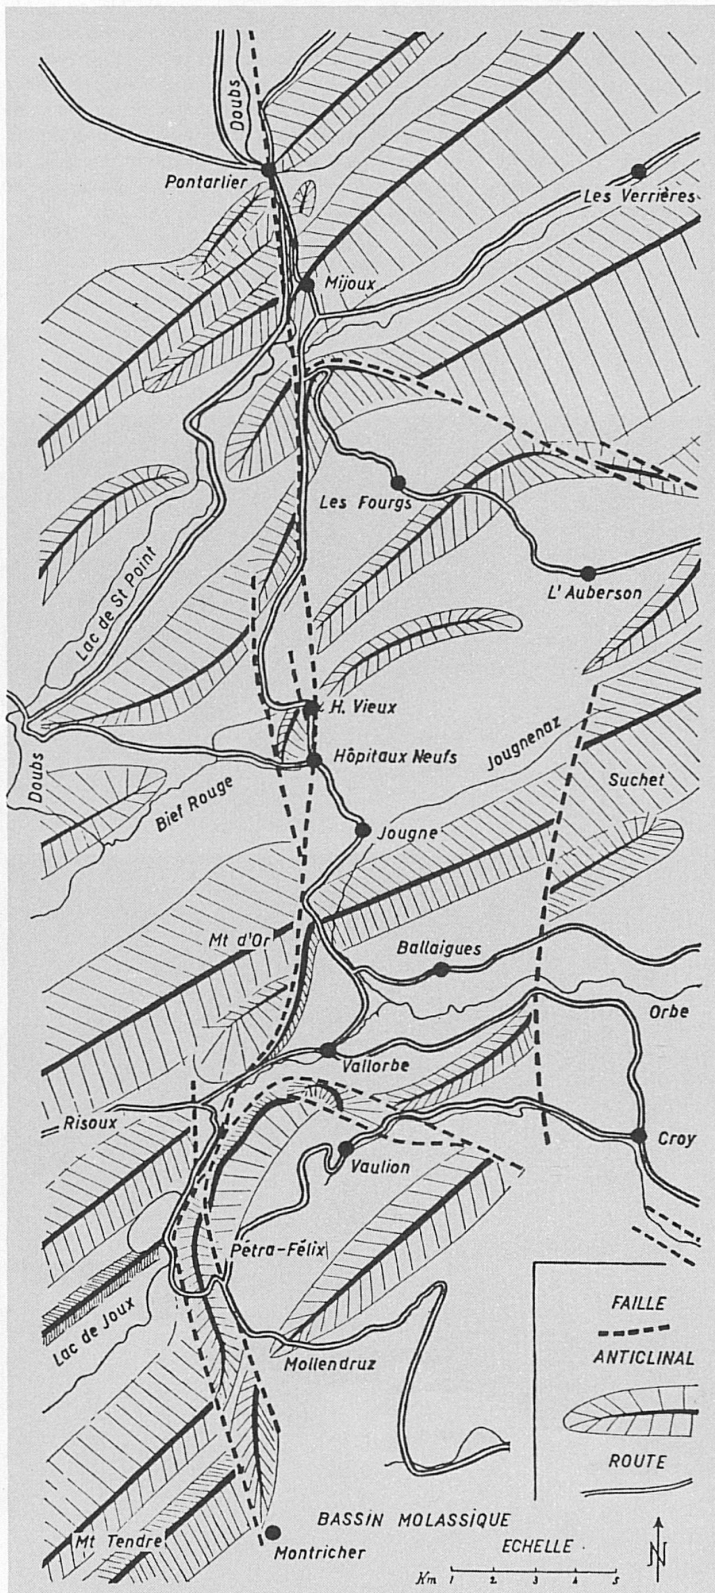 Doubs
Pontarlier
Les Verrières
Mijoux
Les Fourgs
L'Auberson
Lac de St Point
H. Vieux
Hôpitaux Neufs
Jougnenaz
Suchet
Doubs
Bief Rouge
Jougne
Mt d'Or
Ballaigues
Orbe
Vallorbe
Risoux
Croy
Vaulion
Pétra-Félix
Lac de Joux
Mollendruz
FAILLE
ANTICLINAL
ROUTE
BASSIN MOLASSIQUE
Mt Tendre
Montricher
ECHELLE
Km 1 2 3 4 5
N